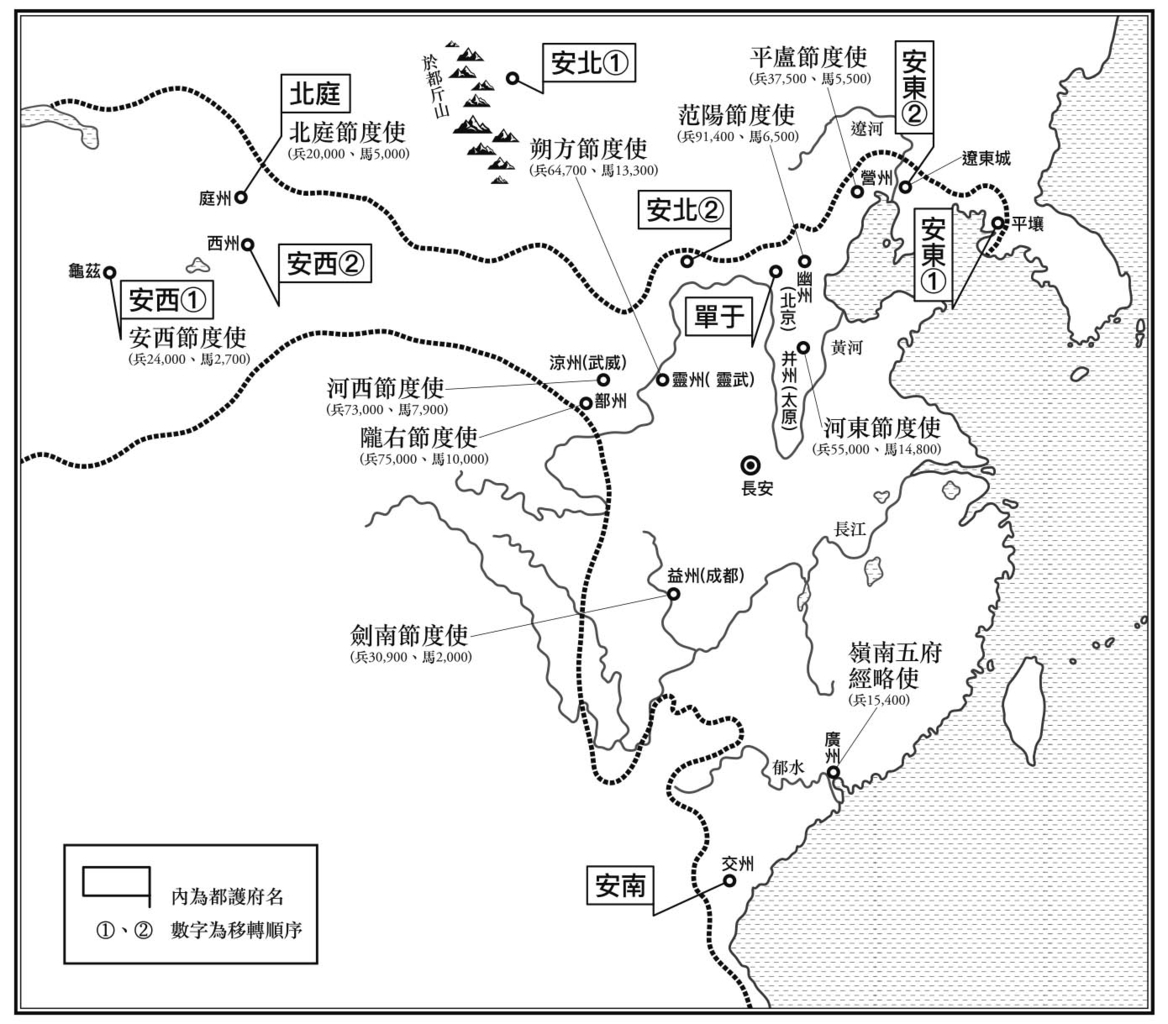 於都斤山
安北①
平盧節度使
(兵37,500、馬5,500)
安東②
北庭
北庭節度使
(兵20,000、馬5,000)
范陽節度使
(兵91,400、馬6,500)
遼河
朔方節度使
(兵64,700、馬13,300)
遼東城
營州
庭州
安北②
安東①
平壤
西州
安西②
龜茲
安西①
安西節度使
(兵24,000、馬2,700)
幽州
(北京)
單于
黃河
并州(太原)
涼州(武威)
河西節度使
(兵73,000、馬7,900)
靈州( 靈武)
鄯州
隴右節度使
(兵75,000、馬10,000)
河東節度使
(兵55,000、馬14,800)
長安
長江
益州(成都)
劍南節度使
(兵30,900、馬2,000)
嶺南五府
經略使
(兵15,400)
廣州
郁水
交州
安南
內為都護府名
①、② 數字為移轉順序